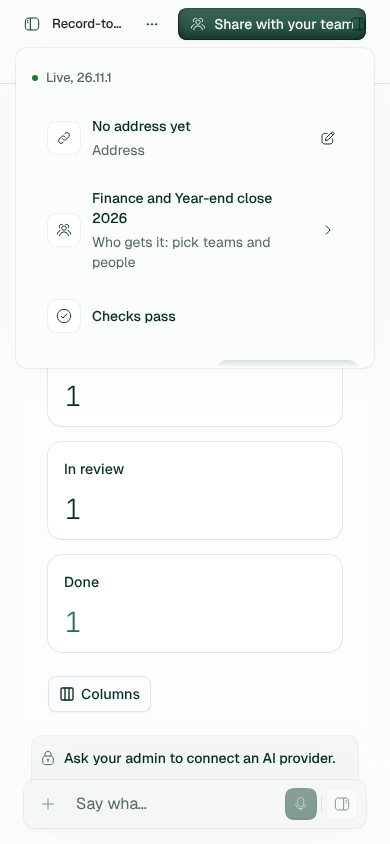 Record-to...
Share with your team
Live, 26.11.1
No address yet
Address
Finance and Year-end close
2026
Who gets it: pick teams and
people
Checks pass
1
In review
1
Done
1
Columns
Ask your admin to connect an AI provider.
Say wha...